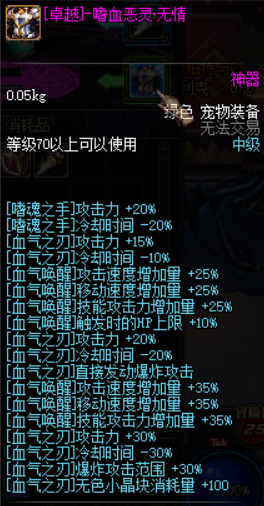 [卓越]-嗜血恶灵·无情
神器
0.05kg
绿色 宠物装备
无法交易
消耗品
等级70以上可以使用
中级
[嗜魂之手]攻击力 +20%
[嗜魂之手]冷却时间 -20%
[血气之刃]攻击力 +15%
[血气之刃]冷却时间 -10%
[血气唤醒]攻击速度增加量 +25%
[血气唤醒]移动速度增加量 +25%
[血气唤醒]技能攻击力增加量 +25%
[血气唤醒]触发时的HP上限 +10%
[血气之刃]攻击力 +20%
[血气之刃]冷却时间 -20%
[血气之刃]直接发动爆炸攻击
[血气唤醒]攻击速度增加量 +35%
[血气唤醒]移动速度增加量 +35%
[血气唤醒]技能攻击力增加量 +35%
[血气之刃]攻击力 +30%
[血气之刃]冷却时间 -30%
[血气之刃]爆炸攻击范围 +30%
[血气之刃]无色小晶块消耗量 +100
Tab